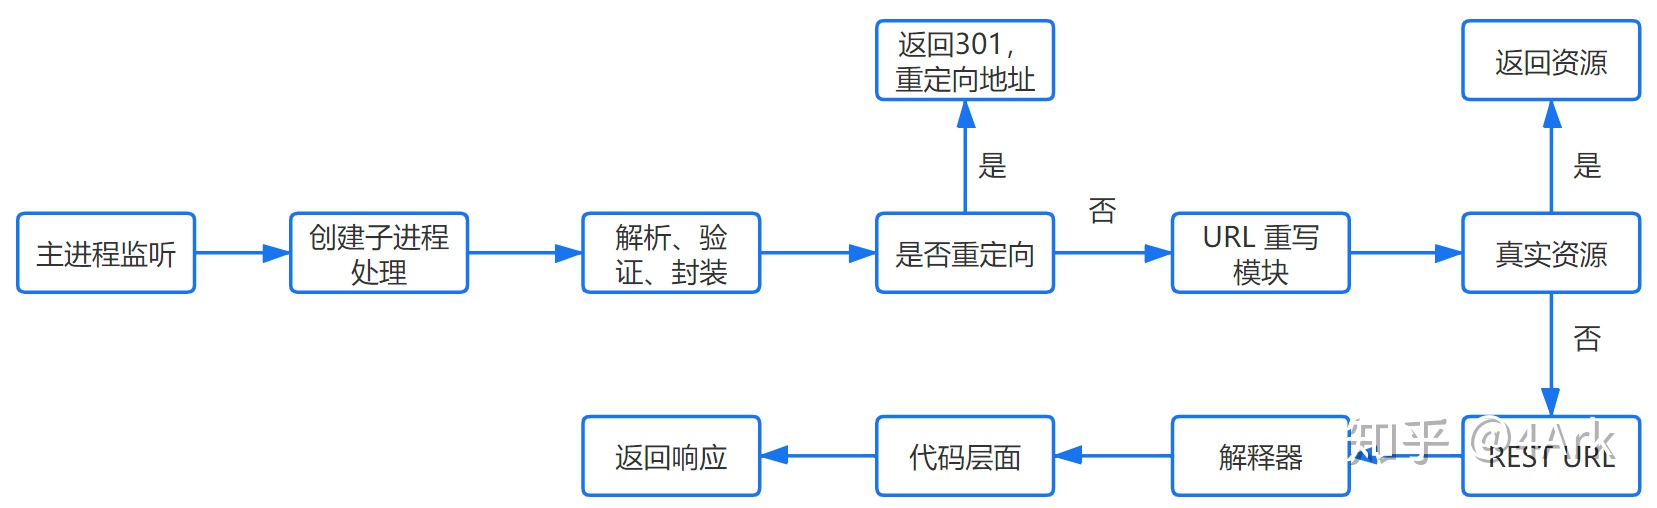 返回301，
重定向地址
返回资源
是
是
否
主进程监听
创建子进程
处理
解析、验
证、封装
是否重定向
URL 重写
模块
真实资源
否
返回响应
代码层面
解释器
REST URL
知乎 @4Ark